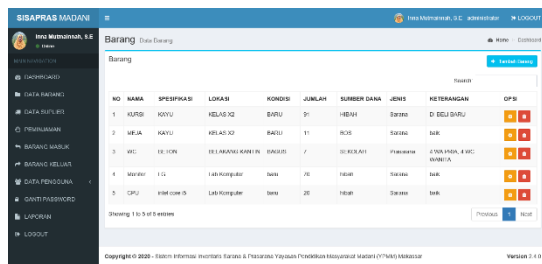 SISAPRAS MADANI
Inna Mutmainnah, S.E administrator LOGOUT
Inna Mutmainnah, S.E
Online
Barang Data Barang
Home Dashboard
MAIN NAVIGATION
DASHBOARD
DATA BARANG
DATA SUPLIER
PEMINJAMAN
BARANG MASUK
BARANG KELUAR
DATA PENGGUNA
GANTI PASSWORD
LAPORAN
LOGOUT
Barang
Tambah Barang
Search:
NO NAMA SPESIFIKASI LOKASI KONDISI JUMLAH SUMBER DANA JENIS KETERANGAN OPSI
1 KURSI KAYU KELAS X2 BARU 91 HIBAH Sarana DI BELI BARU
2 MEJA KAYU KELAS X2 BARU 11 BOS Sarana baik
3 WC BETON BELAKANG KANTIN BAGUS 7 SEKOLAH Prasarana 4 WC PRIA, 4 WC
WANITA
4 Monitor LG Lab Komputer baru 20 hibah Sarana baik
5 CPU intel core i5 Lab Komputer baru 20 hibah Sarana baik
Showing 1 to 5 of 5 entries
Previous 1 Next
Copyright © 2020 - Sistem Informasi Inventaris Sarana & Prasarana Yayasan Pendidikan Masyarakat Madani (YPMM) Makassar
Version 2.4.0